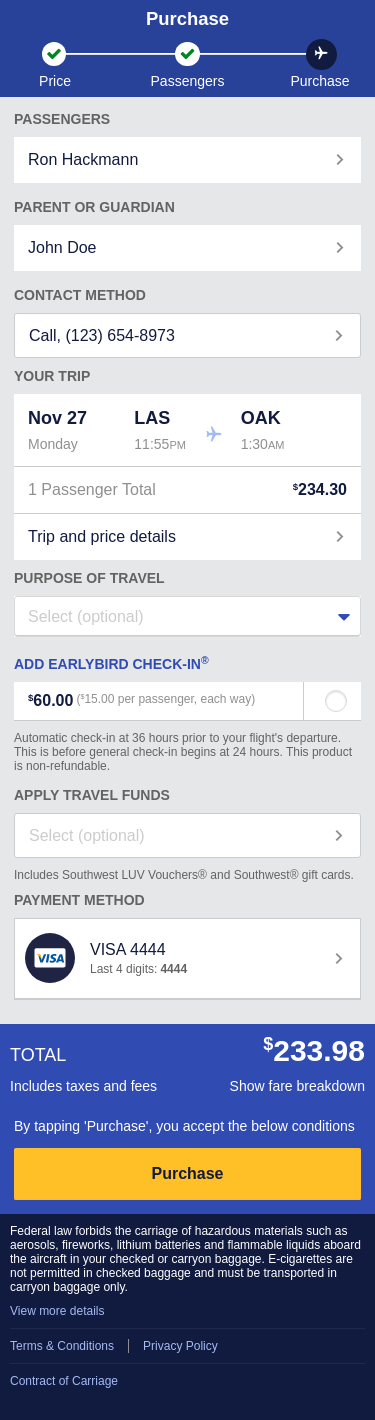 Purchase
Price
Passengers
Purchase
PASSENGERS
Ron Hackmann
PARENT OR GUARDIAN
John Doe
CONTACT METHOD
Call, (123) 654-8973
YOUR TRIP
Nov 27 LAS OAK
Monday 11:55PM 1:30AM
1 Passenger Total $234.30
Trip and price details
PURPOSE OF TRAVEL
Select (optional)
ADD EARLYBIRD CHECK-IN®
$60.00 ($15.00 per passenger, each way)
Automatic check-in at 36 hours prior to your flight's departure.
This is before general check-in begins at 24 hours. This product
is non-refundable.
APPLY TRAVEL FUNDS
Select (optional)
Includes Southwest LUV Vouchers® and Southwest® gift cards.
PAYMENT METHOD
VISA
VISA 4444
Last 4 digits: 4444
TOTAL $233.98
Includes taxes and fees Show fare breakdown
By tapping 'Purchase', you accept the below conditions
Purchase
Federal law forbids the carriage of hazardous materials such as
aerosols, fireworks, lithium batteries and flammable liquids aboard
the aircraft in your checked or carryon baggage. E-cigarettes are
not permitted in checked baggage and must be transported in
carryon baggage only.
View more details
Terms & Conditions Privacy Policy
Contract of Carriage